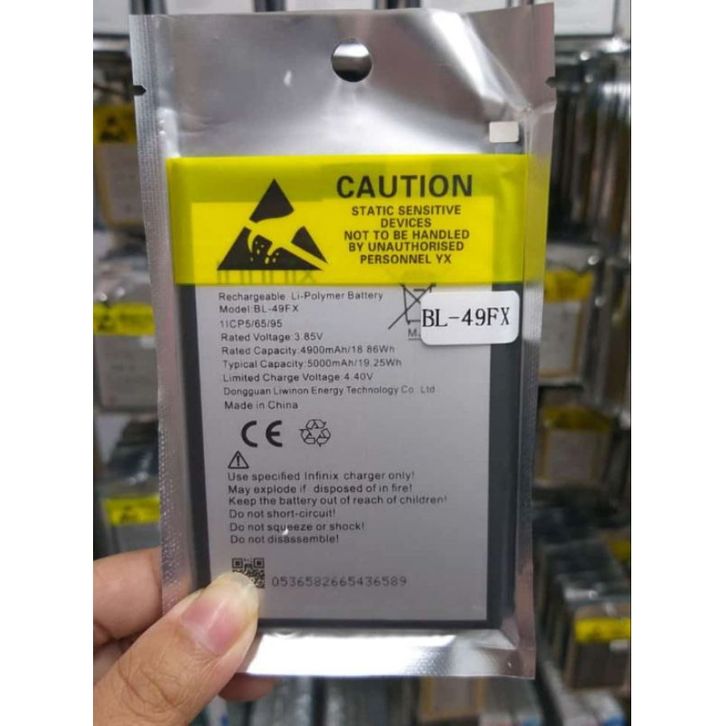 CAUTION
STATIC SENSITIVE
DEVICES
NOT TO BE HANDLED
BY UNAUTHORISED
PERSONNEL YX
Rechargeable Li-Polymer Battery
Model:BL-49FX
1ICP5/65/95
Rated Voltage:3.85V
Rated Capacity:4900mAh/18.86Wh
Typical Capacity:5000mAh/19.25Wh
Limited Charge Voltage:4.40V
Dongguan Liwinon Energy Technology Co., Ltd
Made in China
BL-49FX
CE
Use specified Infinix charger only!
May explode if disposed of in fire!
Keep the battery out of reach of children!
Do not short-circuit!
Do not squeeze or shock!
Do not disassemble!
0536582665436589